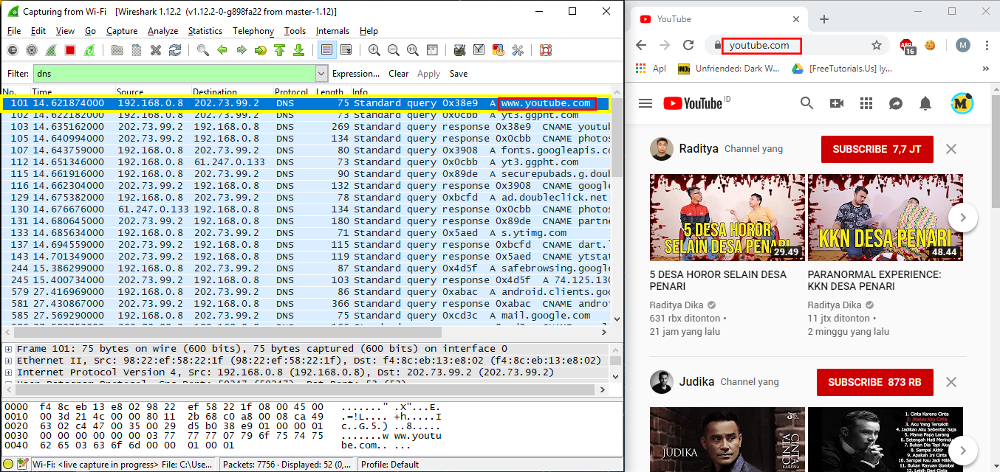 Capturing from Wi-Fi [Wireshark 1.12.2 (v1.12.2-0-g898fa22 from master-1.12)]
File Edit View Go Capture Analyze Statistics Telephony Tools Internals Help
Filter: dns Expression... Clear Apply Save
No. Time Source Destination Protocol Length Info
101 14.621874000 192.168.0.8 202.73.99.2 DNS 75 Standard query 0x38e9 A www.youtube.com
102 14.622182000 192.168.0.8 202.73.99.2 DNS 73 Standard query 0x0cbb A yt3.ggpht.com
103 14.635162000 202.73.99.2 192.168.0.8 DNS 269 Standard query response 0x38e9 CNAME youtub
105 14.640994000 202.73.99.2 192.168.0.8 DNS 134 Standard query response 0x0cbb CNAME photos
107 14.643759000 192.168.0.8 202.73.99.2 DNS 80 Standard query 0x3908 A fonts.googleapis.co
112 14.651346000 192.168.0.8 61.247.0.133 DNS 73 Standard query 0x0cbb A yt3.ggpht.com
115 14.661916000 192.168.0.8 202.73.99.2 DNS 90 Standard query 0x89de A securepubads.g.doub
116 14.662304000 202.73.99.2 192.168.0.8 DNS 132 Standard query response 0x3908 CNAME google
129 14.675382000 192.168.0.8 202.73.99.2 DNS 78 Standard query 0xbcfd A ad.doubleclick.net
130 14.676676000 61.247.0.133 192.168.0.8 DNS 134 Standard query response 0x0cbb CNAME photos
131 14.680645000 202.73.99.2 192.168.0.8 DNS 180 Standard query response 0x89de CNAME partne
133 14.685634000 192.168.0.8 202.73.99.2 DNS 71 Standard query 0x5aed A s.ytimg.com
137 14.694559000 202.73.99.2 192.168.0.8 DNS 115 Standard query response 0xbcfd CNAME dart.l
143 14.701349000 202.73.99.2 192.168.0.8 DNS 119 Standard query response 0x5aed CNAME ytstat
244 15.386299000 192.168.0.8 202.73.99.2 DNS 87 Standard query 0x4d5f A safebrowsing.google
245 15.400734000 202.73.99.2 192.168.0.8 DNS 103 Standard query response 0x4d5f A 74.125.130
579 27.416969000 192.168.0.8 202.73.99.2 DNS 86 Standard query 0xabac A android.clients.goo
581 27.430867000 202.73.99.2 192.168.0.8 DNS 366 Standard query response 0xabac CNAME androi
585 27.569290000 192.168.0.8 202.73.99.2 DNS 75 Standard query 0xcd3c A mail.google.com
Frame 101: 75 bytes on wire (600 bits), 75 bytes captured (600 bits) on interface 0
Ethernet II, Src: 98:22:ef:58:22:1f (98:22:ef:58:22:1f), Dst: f4:8c:eb:13:e8:02 (f4:8c:eb:13:e8:02)
Internet Protocol Version 4, Src: 192.168.0.8 (192.168.0.8), Dst: 202.73.99.2 (202.73.99.2)
0000 f4 8c eb 13 e8 02 98 22 ef 58 22 1f 08 00 45 00 ......." .X"...E.
0010 00 3d 21 4c 00 00 80 11 2b 68 c0 a8 00 08 ca 49 .=!L.... +h.....I
0020 63 02 c4 47 00 35 00 29 d5 b0 38 e9 01 00 00 01 c..G.5.) ..8.....
0030 00 00 00 00 00 00 03 77 77 77 07 79 6f 75 74 75 .......w ww.youtu
0040 62 65 03 63 6f 6d 00 00 01 00 01 be.com.. ...
Wi-Fi: <live capture in progress> File: C:\Use... Packets: 7756 · Displayed: 52 (0,... Profile: Default
YouTube
youtube.com
ABP 16 M
Apl IMDb Unfriended: Dark W... [FreeTutorials.Us] ly... »
YouTube ID
Raditya Channel yang SUBSCRIBE 7,7 JT
5 DESA HOROR
SELAIN DESA PENARI
29.49
KKN DESA PENARI
48.44
5 DESA HOROR SELAIN DESA
PENARI
Raditya Dika
631 rbx ditonton •
21 jam yang lalu
PARANORMAL EXPERIENCE:
KKN DESA PENARI
Raditya Dika
11 jtx ditonton •
2 minggu yang lalu
Judika Channel yang SUBSCRIBE 873 RB
JUDIKA
CINTA
KARENA
CINTA
1. Cinta Karena Cinta
2. Jikalau Kau Cinta
3. Aku Yang Tersakiti
4. Jadikan Aku Sebentar Saja
5. Mama Papa Larang
6. Setengah Hati Merindu
7. Bukan Dia Tapi Aku
8. Sampai Akhir
9. Apakah Ini Cinta
10. Sampai Kau Jadi Milik
11. Bukan Rayuan Gombal
12. Lebih Dari Cinta